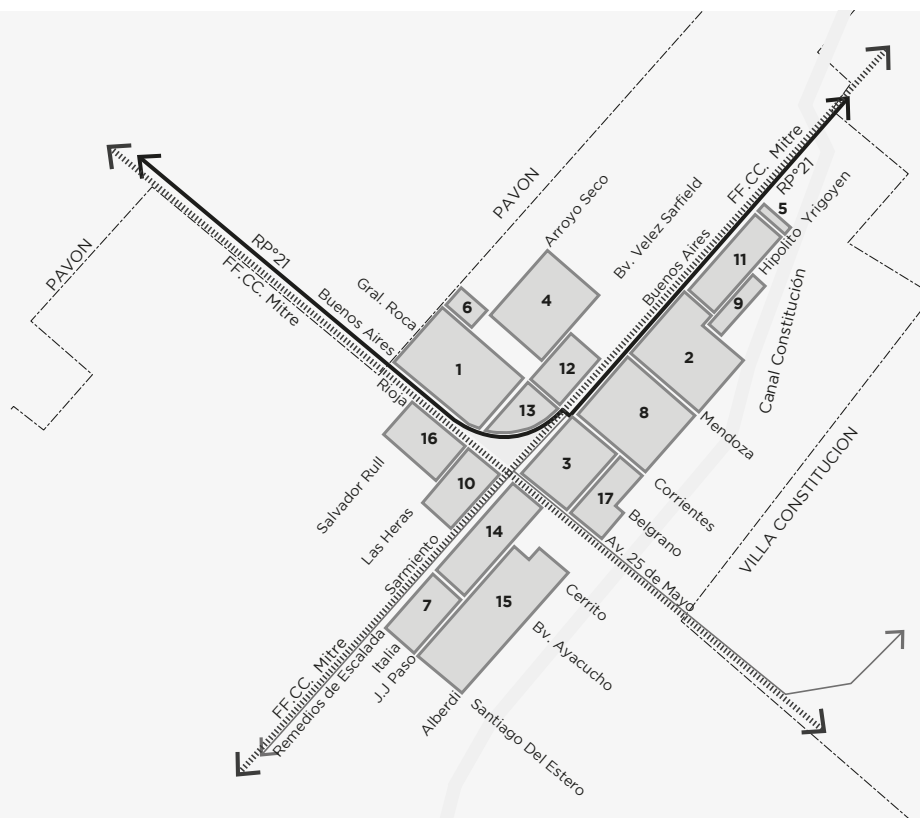 FF.CC. Mitre
RP°21
PAVON
Arroyo Seco
Bv. Velez Sarfield
Hipolito Yrigoyen
5
PAVON
RP°21
FF.CC. Mitre
Buenos Aires
11
Gral. Roca
Buenos Aires
6
4
9
Canal Constitución
1
12
2
Rioja
13
8
Mendoza
16
3
VILLA CONSTITUCION
Salvador Rull
10
17
Corrientes
Las Heras
14
Belgrano
Sarmiento
Av. 25 de Mayo
7
15
Cerrito
FF.CC. Mitre
Remedios de Escalada
Italia
J.J Paso
Bv. Ayacucho
Alberdi
Santiago Del Estero